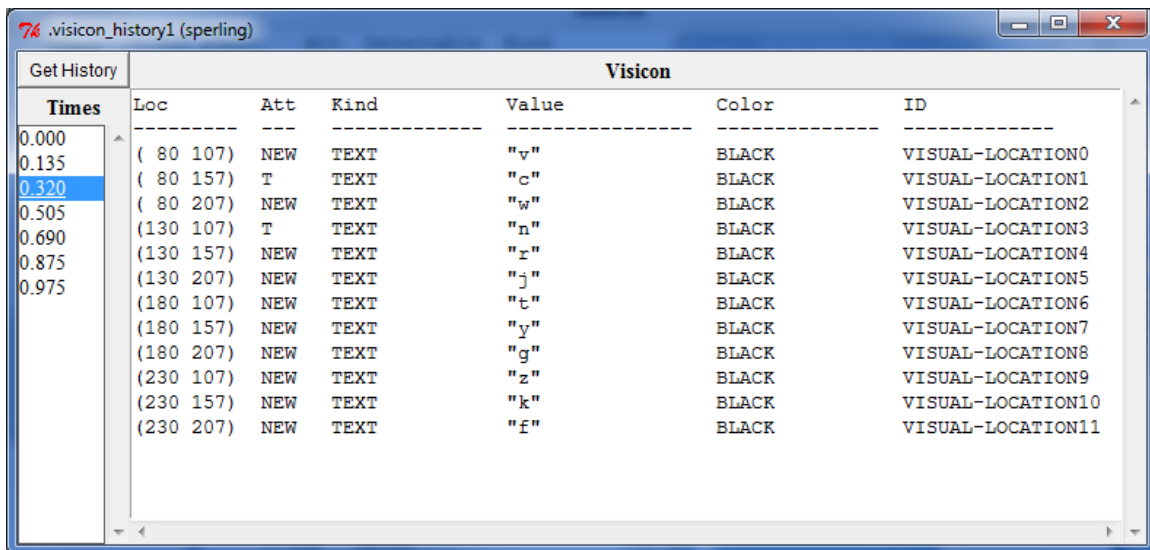 .visicon_history1 (sperling)
Get History Visicon
Times
0.000
0.135
0.320
0.505
0.690
0.875
0.975
Loc Att Kind Value Color ID
--------- --- ------------- ---------------- -------------- -------------
( 80 107) NEW TEXT "v" BLACK VISUAL-LOCATION0
( 80 157) T TEXT "c" BLACK VISUAL-LOCATION1
( 80 207) NEW TEXT "w" BLACK VISUAL-LOCATION2
(130 107) T TEXT "n" BLACK VISUAL-LOCATION3
(130 157) NEW TEXT "r" BLACK VISUAL-LOCATION4
(130 207) NEW TEXT "j" BLACK VISUAL-LOCATION5
(180 107) NEW TEXT "t" BLACK VISUAL-LOCATION6
(180 157) NEW TEXT "y" BLACK VISUAL-LOCATION7
(180 207) NEW TEXT "g" BLACK VISUAL-LOCATION8
(230 107) NEW TEXT "z" BLACK VISUAL-LOCATION9
(230 157) NEW TEXT "k" BLACK VISUAL-LOCATION10
(230 207) NEW TEXT "f" BLACK VISUAL-LOCATION11